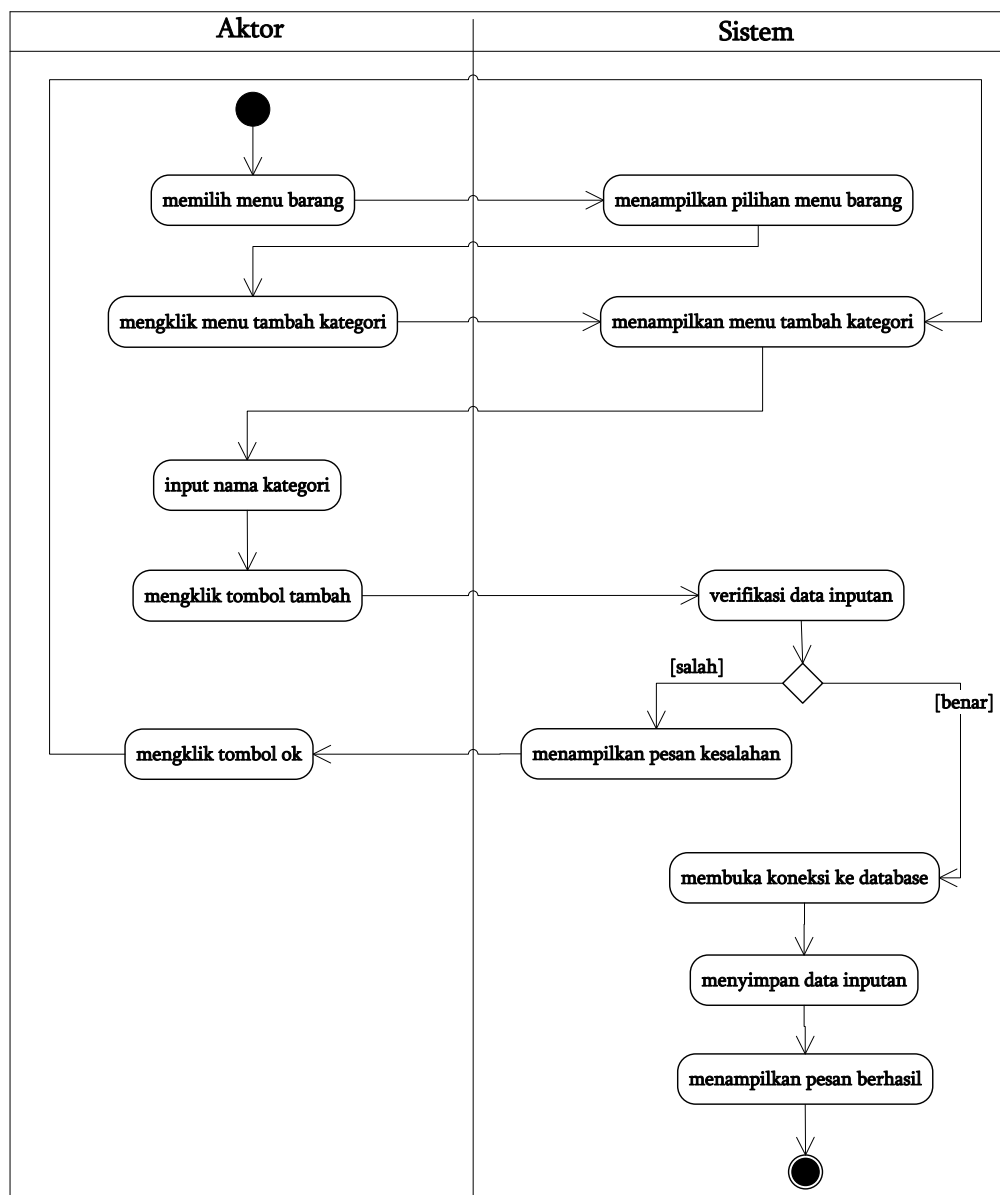 Aktor
Sistem
memilih menu barang
menampilkan pilihan menu barang
mengklik menu tambah kategori
menampilkan menu tambah kategori
input nama kategori
mengklik tombol tambah
verifikasi data inputan
[salah]
[benar]
mengklik tombol ok
menampilkan pesan kesalahan
membuka koneksi ke database
menyimpan data inputan
menampilkan pesan berhasil